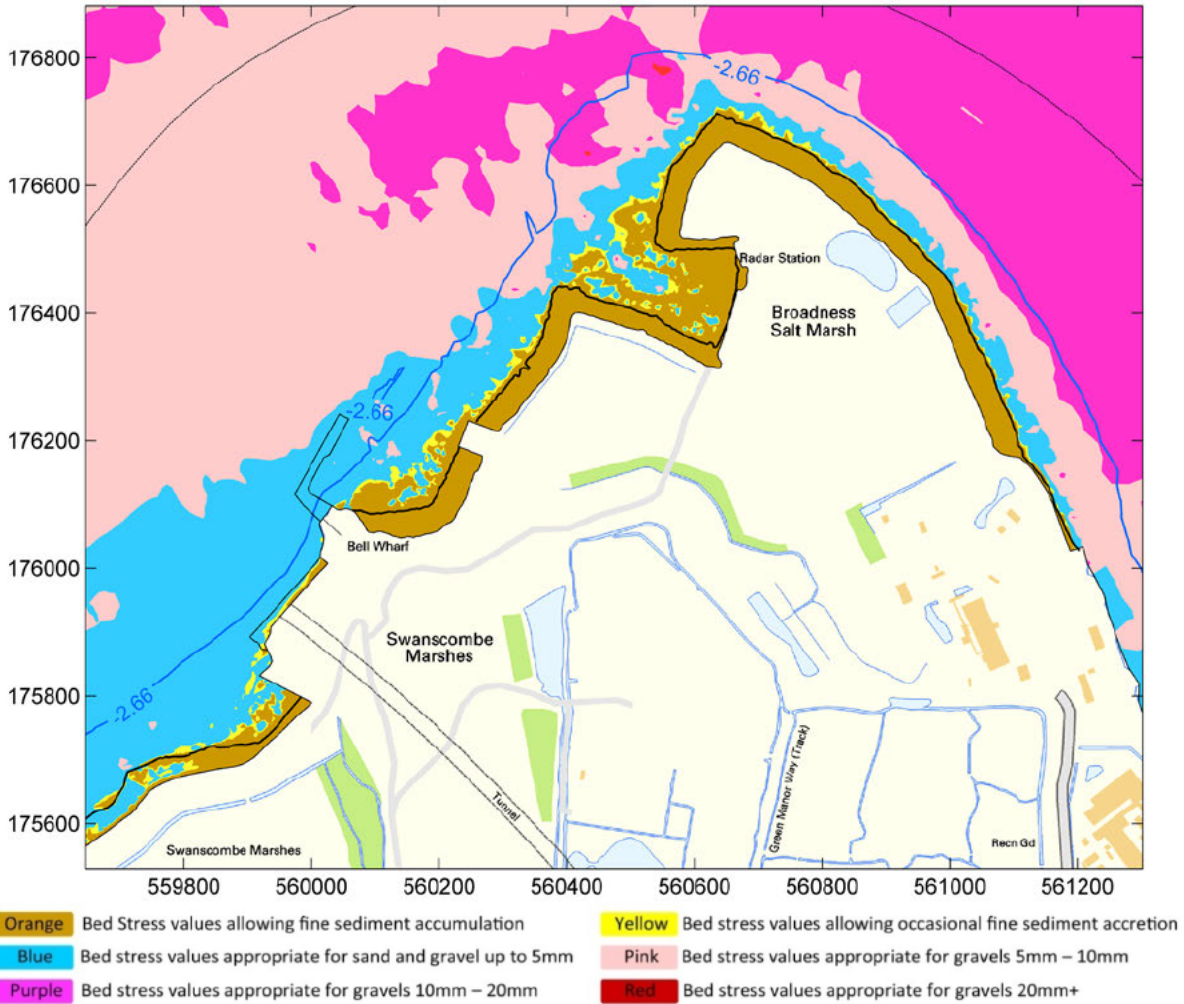 176800
176600
176400
176200
176000
175800
175600
-2.66
Radar Station
Broadness
Salt Marsh
-2.66
Bell Wharf
Swanscombe
Marshes
-2.66
Tunnel
Green Manor Way (Track)
Swanscombe Marshes
Recn Gd
559800 560000 560200 560400 560600 560800 561000 561200
Orange Bed Stress values allowing fine sediment accumulation
Yellow Bed stress values allowing occasional fine sediment accretion
Blue Bed stress values appropriate for sand and gravel up to 5mm
Pink Bed stress values appropriate for gravels 5mm – 10mm
Purple Bed stress values appropriate for gravels 10mm – 20mm
Red Bed stress values appropriate for gravels 20mm+